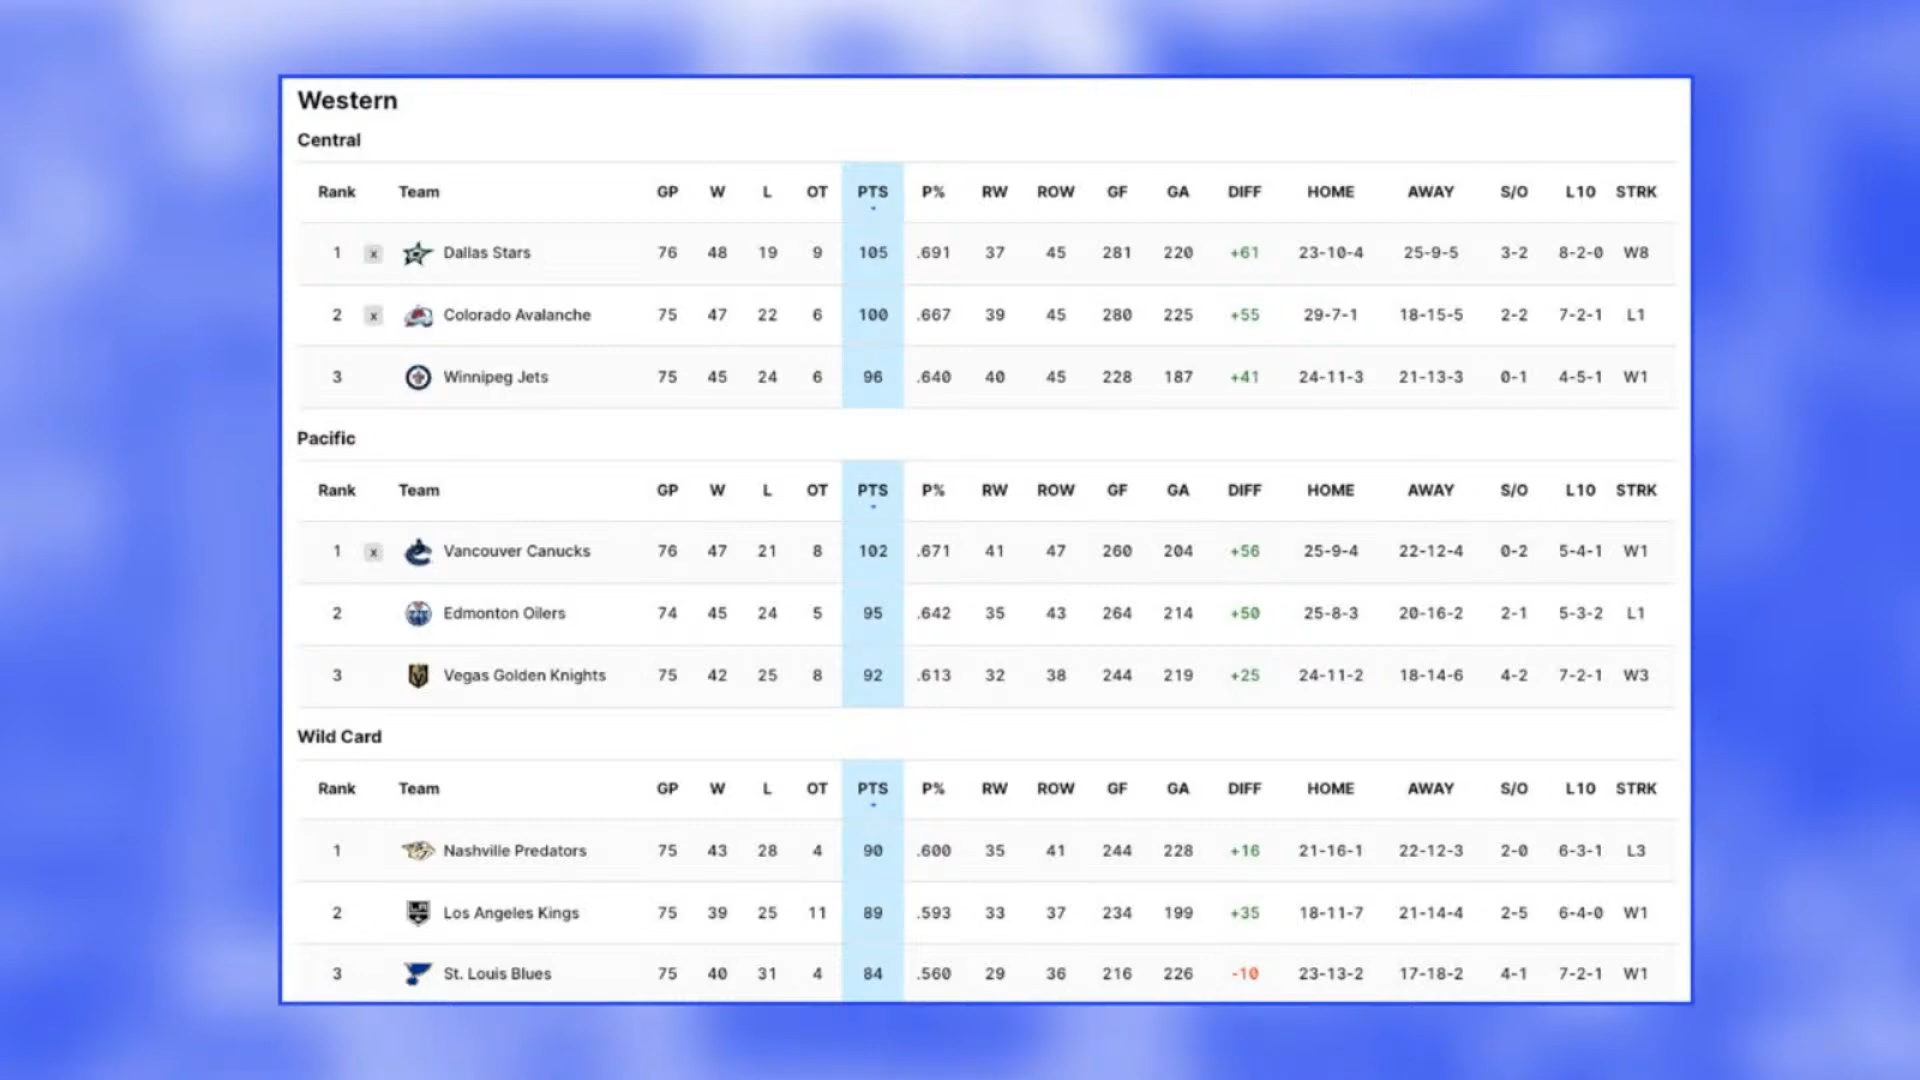 Western
Central
Rank Team GP W L OT PTS P% RW ROW GF GA DIFF HOME AWAY S/O L10 STRK
1 x Dallas Stars 76 48 19 9 105 .691 37 45 281 220 +61 23-10-4 25-9-5 3-2 8-2-0 W8
2 x Colorado Avalanche 75 47 22 6 100 .667 39 45 280 225 +55 29-7-1 18-15-5 2-2 7-2-1 L1
3 Winnipeg Jets 75 45 24 6 96 .640 40 45 228 187 +41 24-11-3 21-13-3 0-1 4-5-1 W1
Pacific
Rank Team GP W L OT PTS P% RW ROW GF GA DIFF HOME AWAY S/O L10 STRK
1 x Vancouver Canucks 76 47 21 8 102 .671 41 47 260 204 +56 25-9-4 22-12-4 0-2 5-4-1 W1
2 Edmonton Oilers 74 45 24 5 95 .642 35 43 264 214 +50 25-8-3 20-16-2 2-1 5-3-2 L1
3 Vegas Golden Knights 75 42 25 8 92 .613 32 38 244 219 +25 24-11-2 18-14-6 4-2 7-2-1 W3
Wild Card
Rank Team GP W L OT PTS P% RW ROW GF GA DIFF HOME AWAY S/O L10 STRK
1 Nashville Predators 75 43 28 4 90 .600 35 41 244 228 +16 21-16-1 22-12-3 2-0 6-3-1 L3
2 Los Angeles Kings 75 39 25 11 89 .593 33 37 234 199 +35 18-11-7 21-14-4 2-5 6-4-0 W1
3 St. Louis Blues 75 40 31 4 84 .560 29 36 216 226 -10 23-13-2 17-18-2 4-1 7-2-1 W1